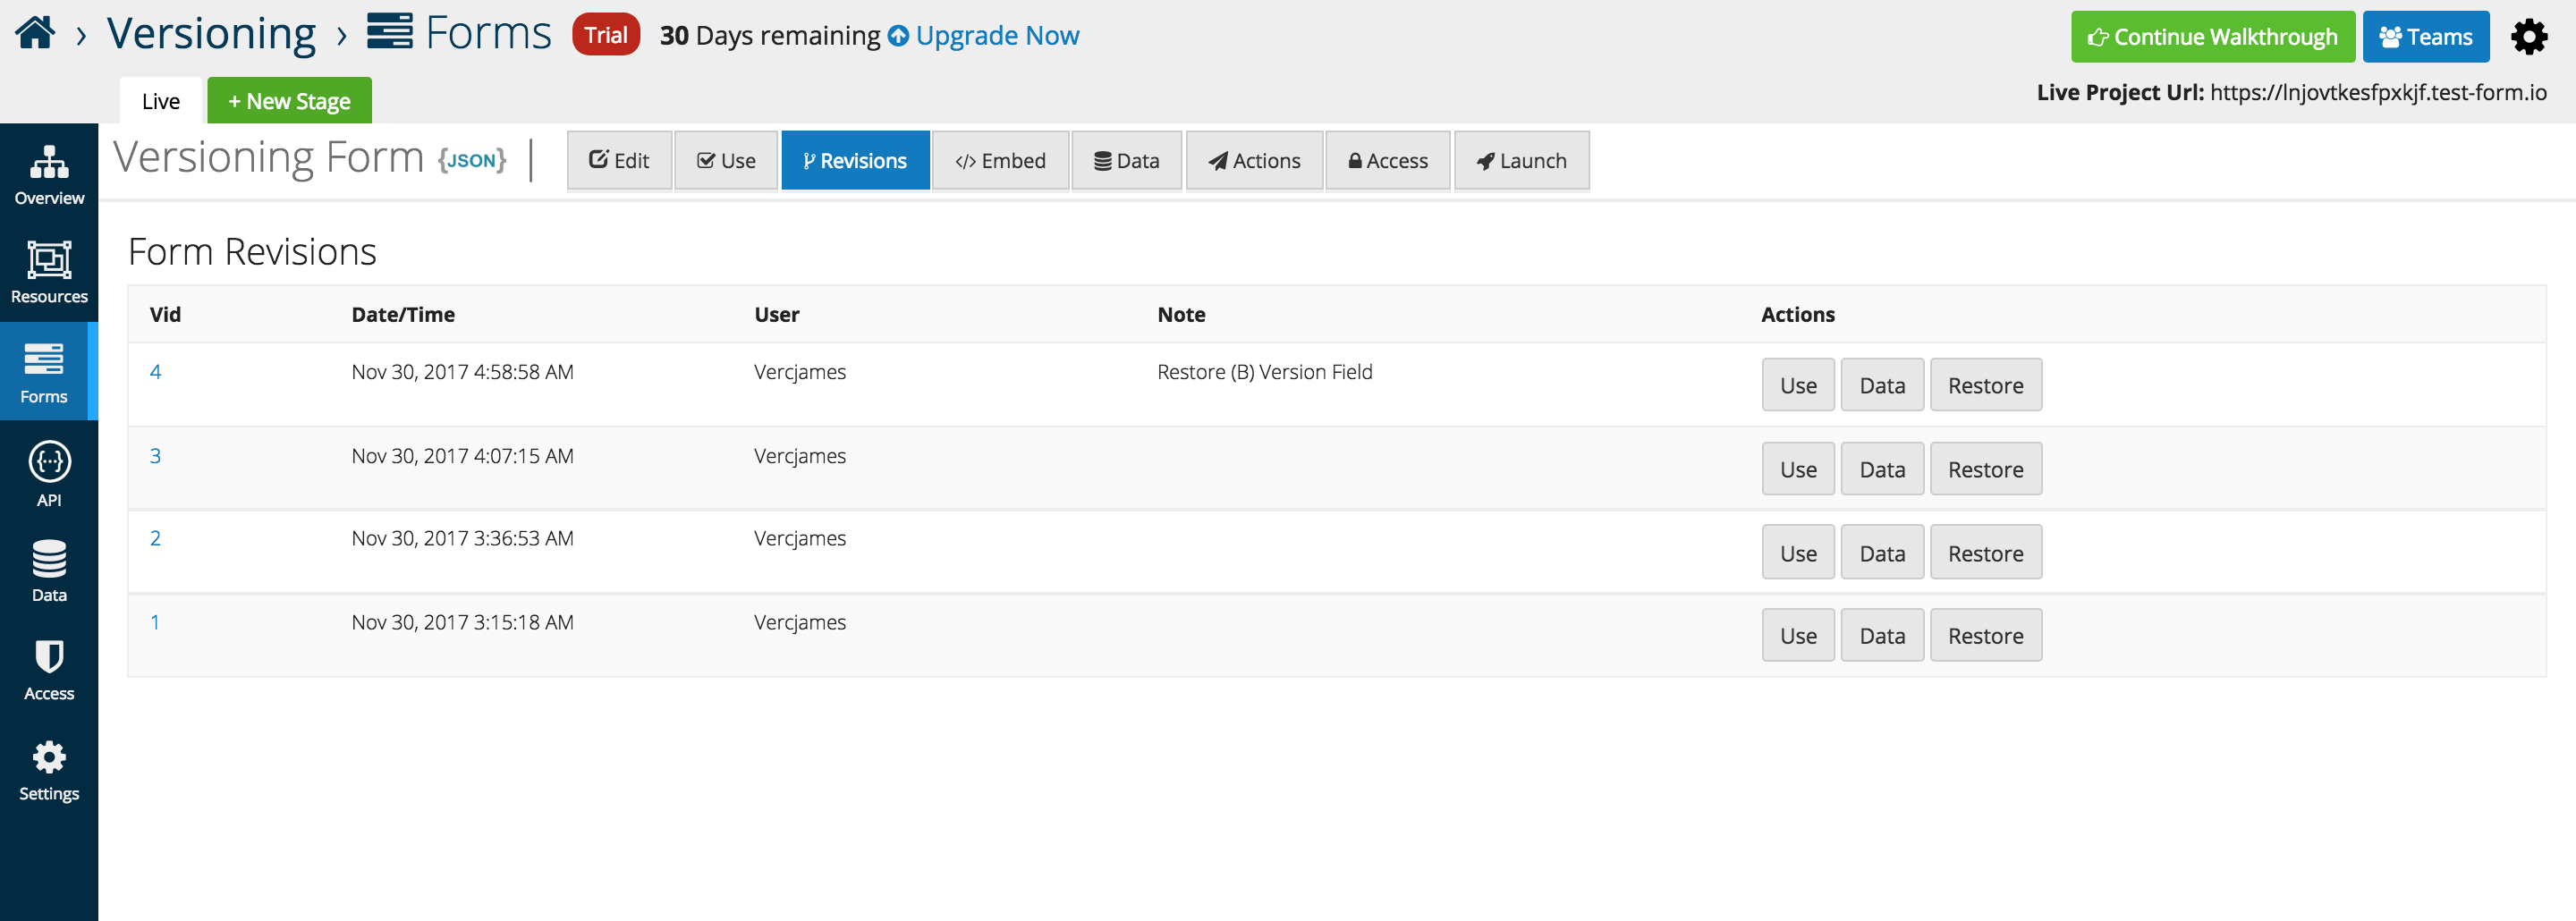 › Versioning › Forms Trial 30 Days remaining Upgrade Now
Continue Walkthrough Teams
Live + New Stage
Live Project Url: https://lnjovtkesfpxkjf.test-form.io
Versioning Form {JSON} | Edit Use Revisions </> Embed Data Actions Access Launch
Overview
Resources
Forms
API
Data
Access
Settings
Form Revisions
Vid Date/Time User Note Actions
4 Nov 30, 2017 4:58:58 AM Vercjames Restore (B) Version Field Use Data Restore
3 Nov 30, 2017 4:07:15 AM Vercjames Use Data Restore
2 Nov 30, 2017 3:36:53 AM Vercjames Use Data Restore
1 Nov 30, 2017 3:15:18 AM Vercjames Use Data Restore